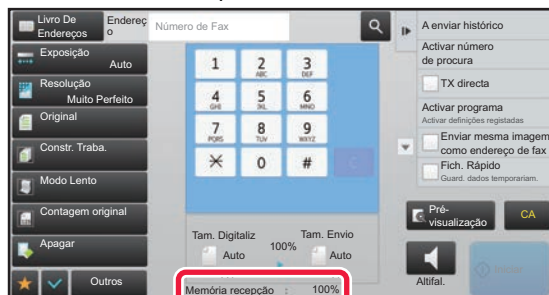 Livro De
Endereços
Endereç
o
Número de Fax
Exposição
Auto
Resolução
Muito Perfeito
Original
Constr. Traba.
Modo Lento
Contagem original
Apagar
Outros
1
2
ABC
3
DEF
4
GHI
5
JKL
6
MNO
7
PQRS
8
TUV
9
WXYZ
0
#
C
Tam. Digitaliz
Auto
100%
Tam. Envio
Auto
Memória recepção : 100%
A enviar histórico
Activar número
de procura
TX directa
Activar programa
Activar definições registadas
Enviar mesma imagem
como endereço de fax
Fich. Rápido
Guard. dados temporariam.
Pré-
visualização
CA
Altifal.